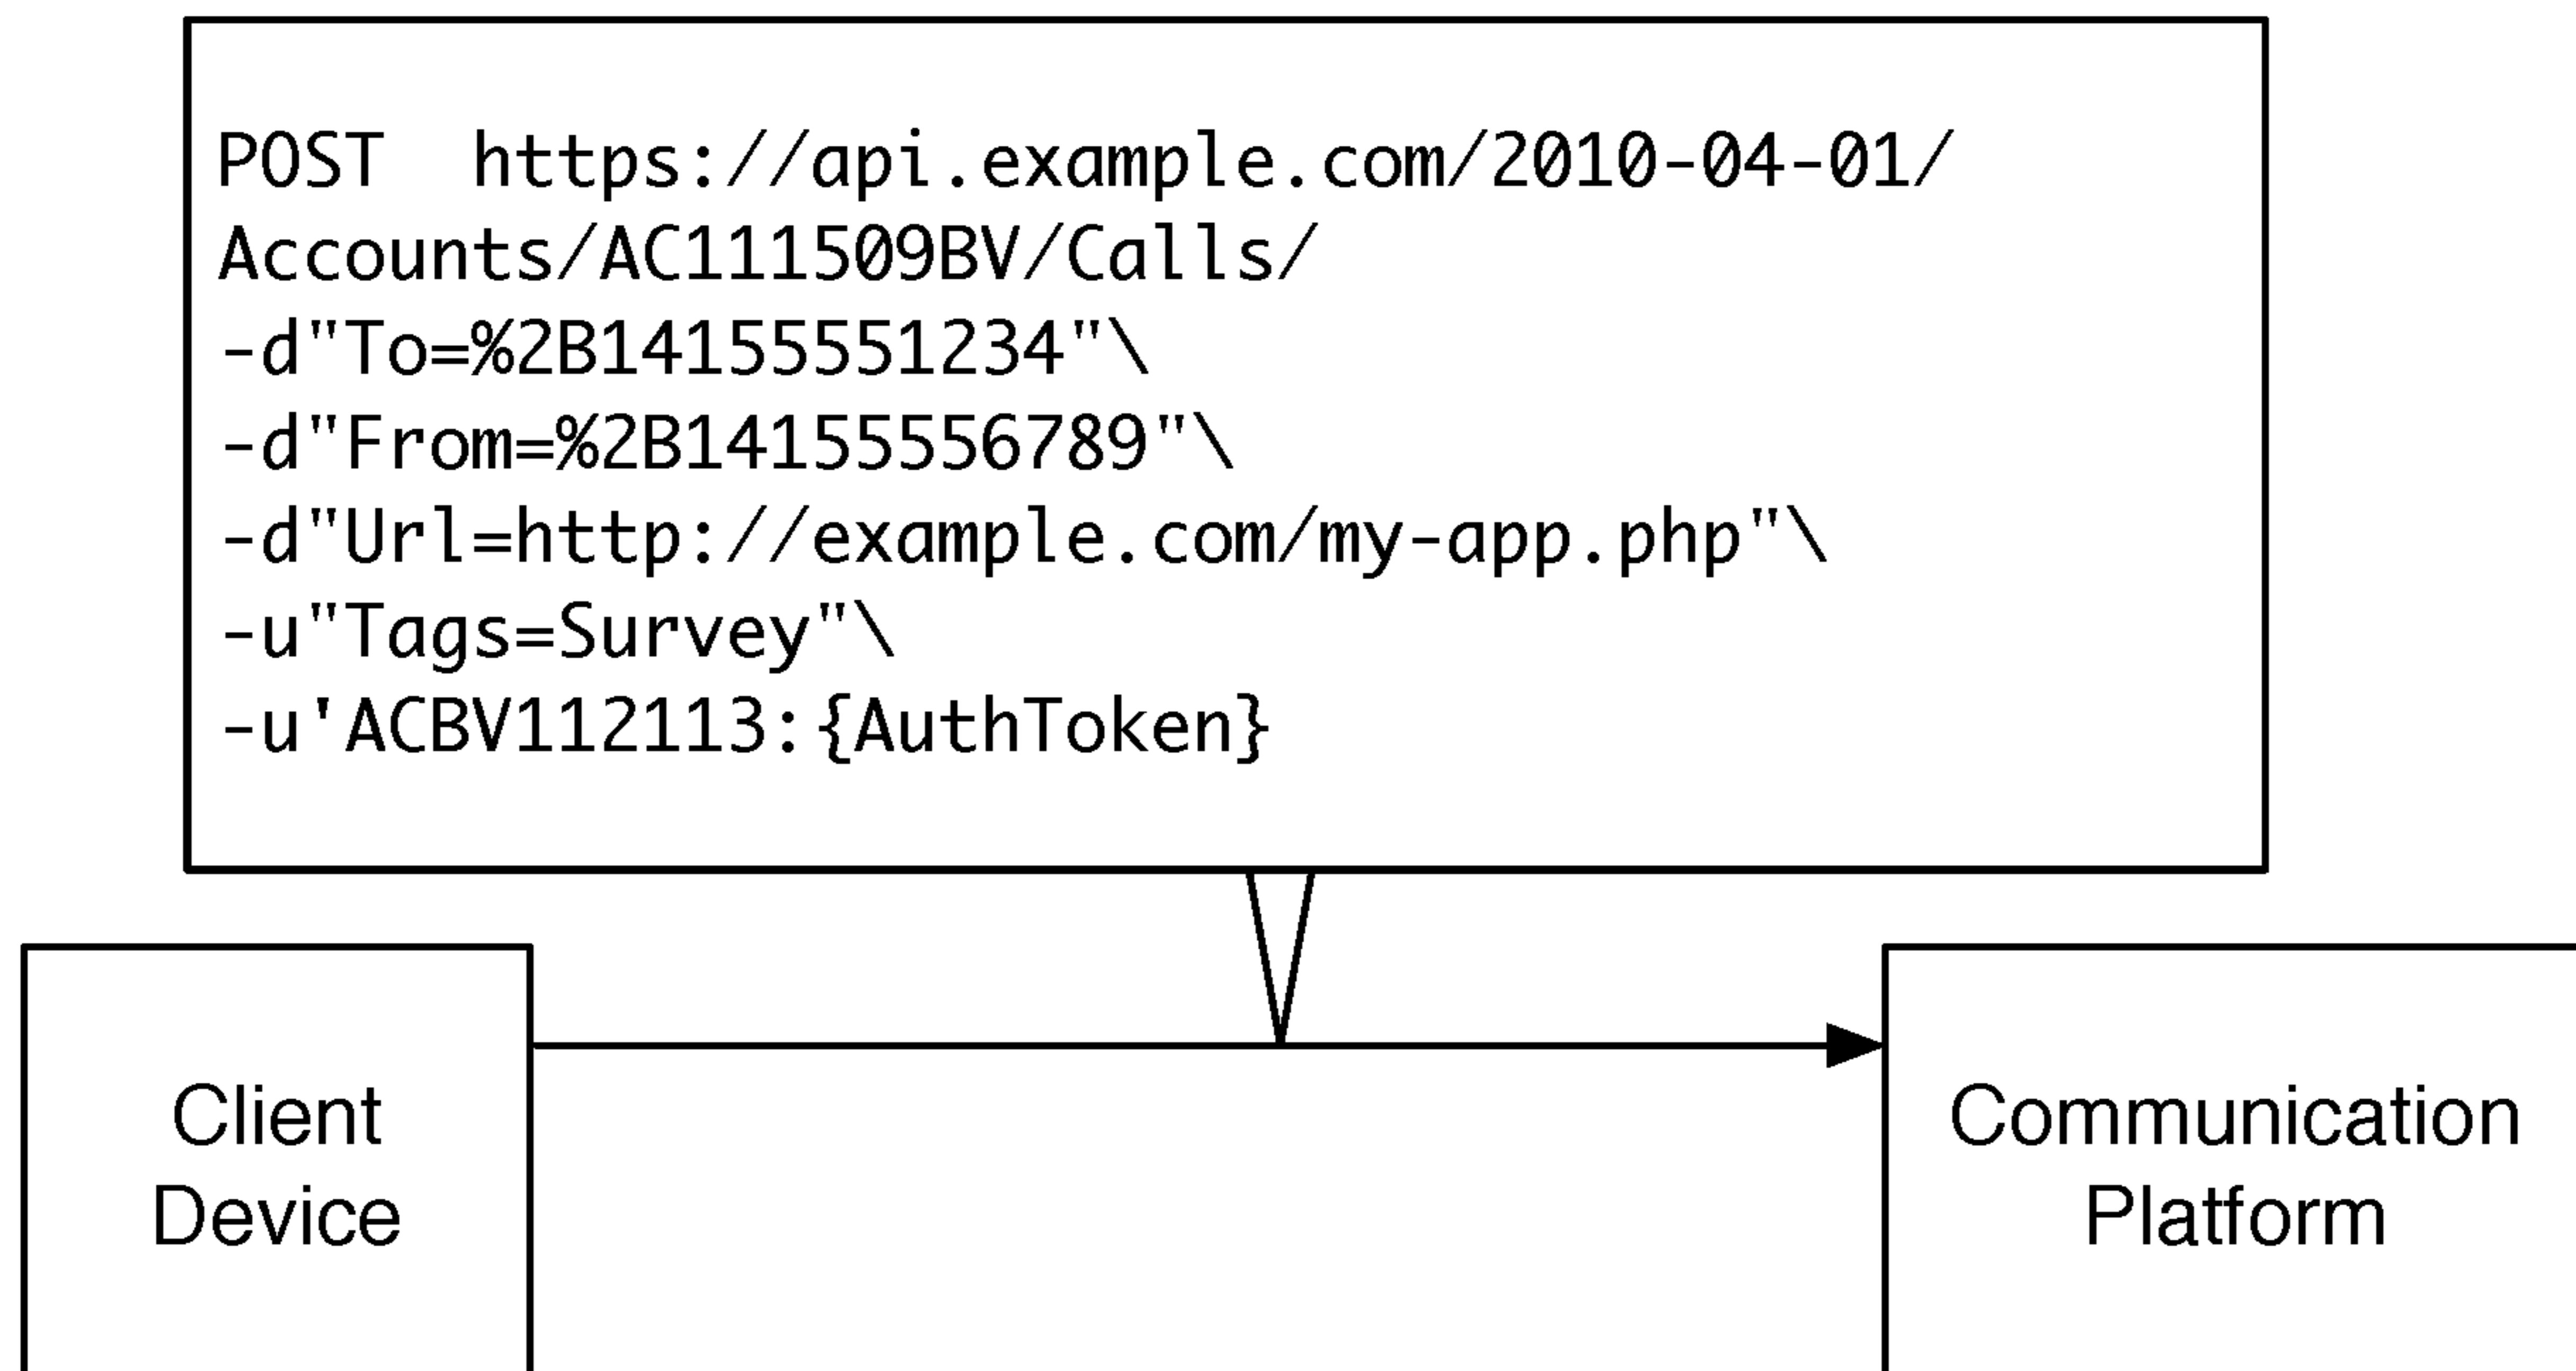 POST  https://api.example.com/2010-04-01/
Accounts/AC111509BV/Calls/
-d"To=%2B14155551234"\
-d"From=%2B14155556789"\
-d"Url=http://example.com/my-app.php"\
-u"Tags=Survey"\
-u'ACBV112113:{AuthToken}
Client
Device
Communication
Platform